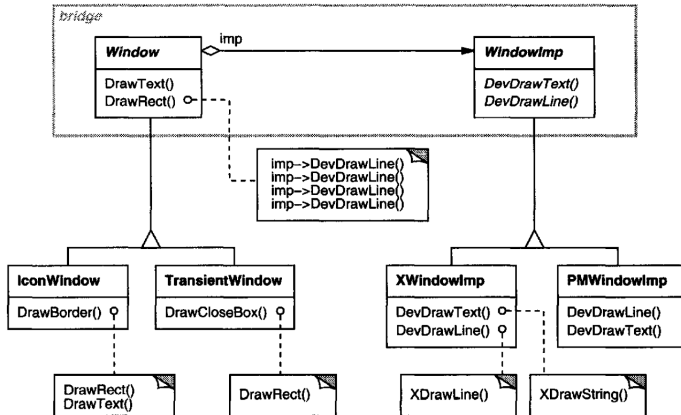 bridge
Window
imp
WindowImp
DrawText()
DrawRect()
DevDrawText()
DevDrawLine()
imp->DevDrawLine()
imp->DevDrawLine()
imp->DevDrawLine()
imp->DevDrawLine()
IconWindow
TransientWindow
XWindowImp
PMWindowImp
DrawBorder()
DrawCloseBox()
DevDrawText()
DevDrawLine()
DevDrawLine()
DevDrawText()
DrawRect()
DrawText()
DrawRect()
XDrawLine()
XDrawString()